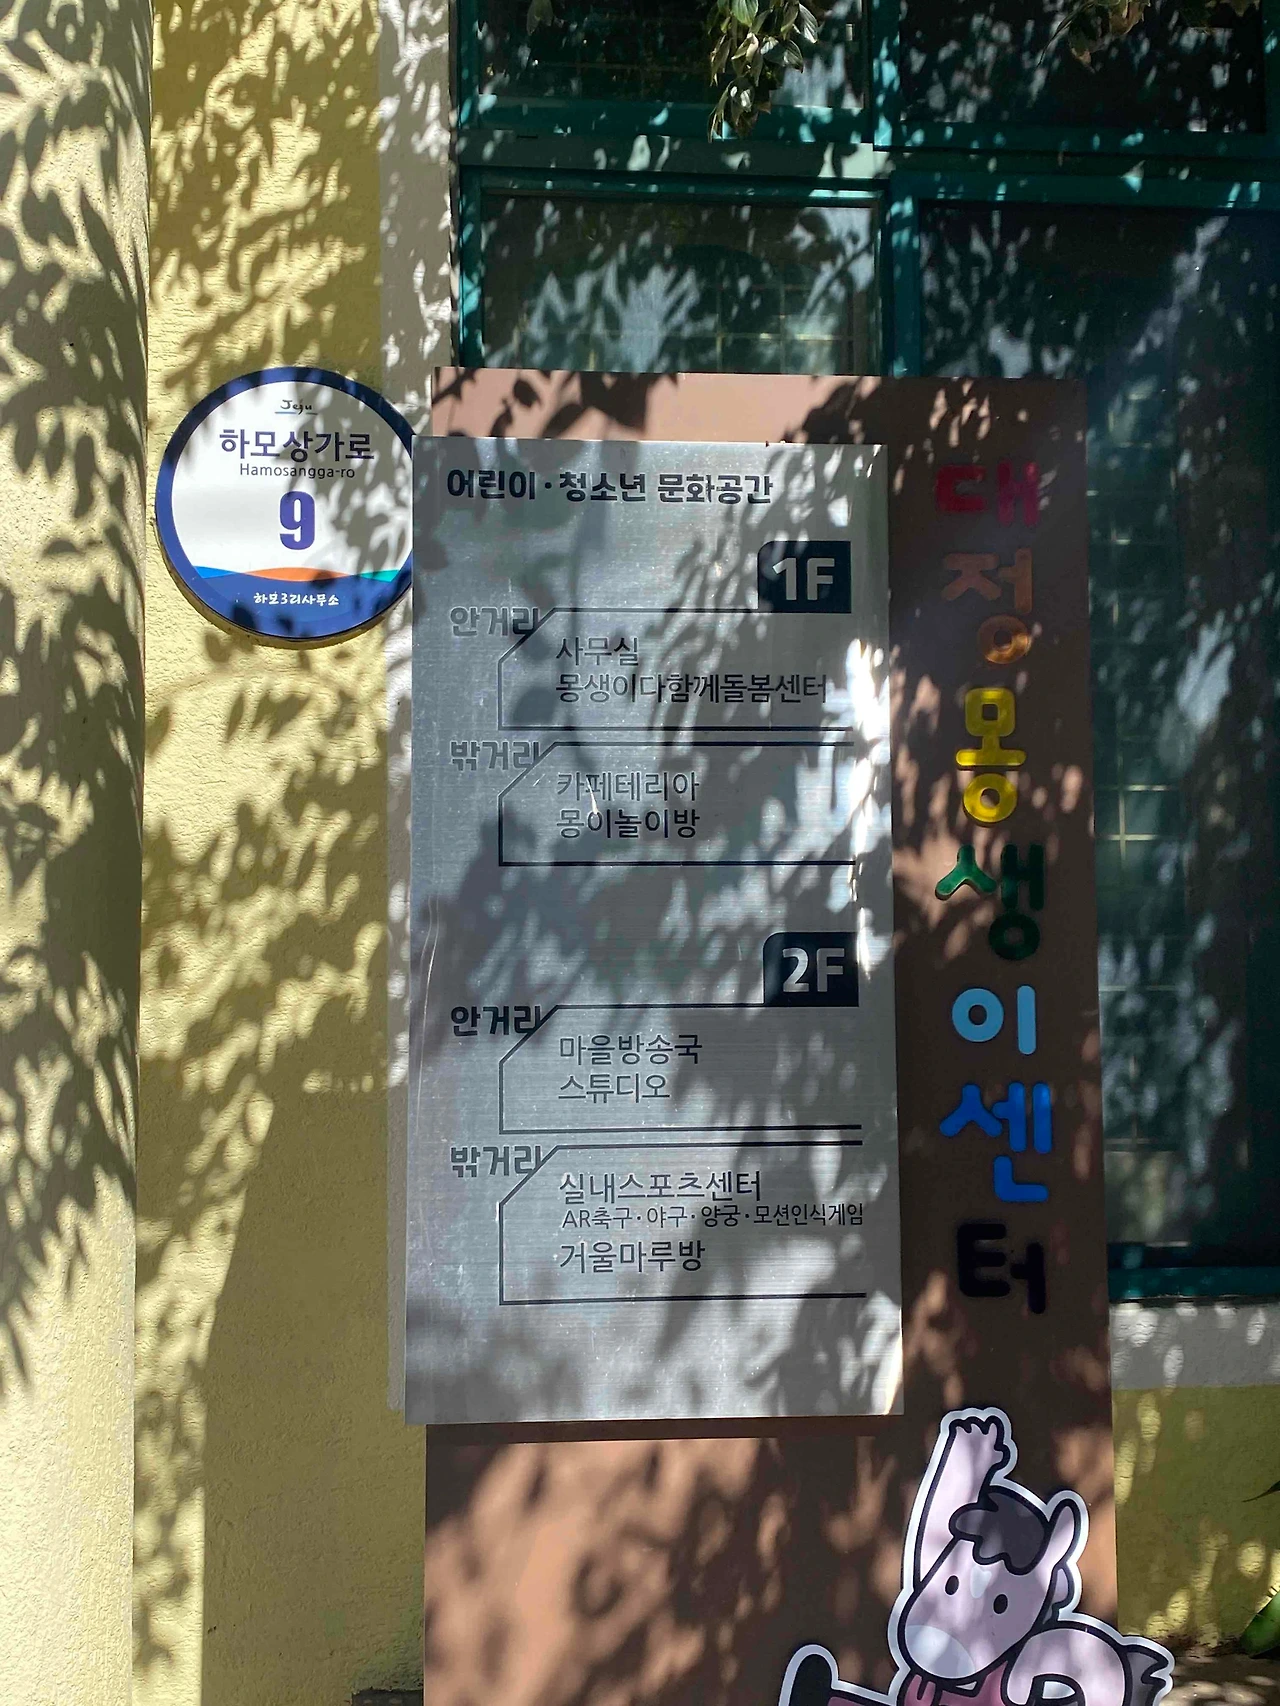 Jeju
하모상가로
Hamosangga-ro
9
하모3리사무소
어린이·청소년 문화공간
1F
안거리
사무실
몽생이다함께돌봄센터
밖거리
카페테리아
몽이놀이방
2F
안거리
마을방송국
스튜디오
밖거리
실내스포츠센터
AR축구·야구·양궁·모션인식게임
거울마루방
대정몽생이센터